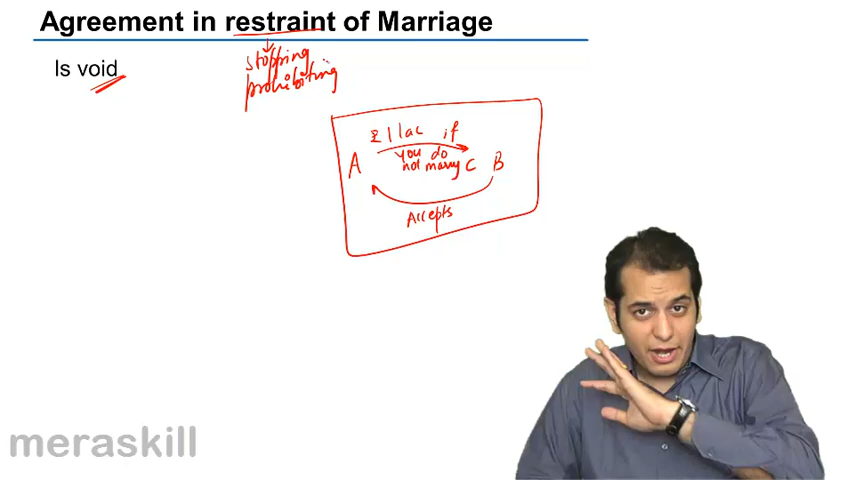 Agreement in restraint of Marriage
Is void
stopping
prohibiting
₹ 1 lac if
you do
not marry C
A
B
Accepts
meraskill